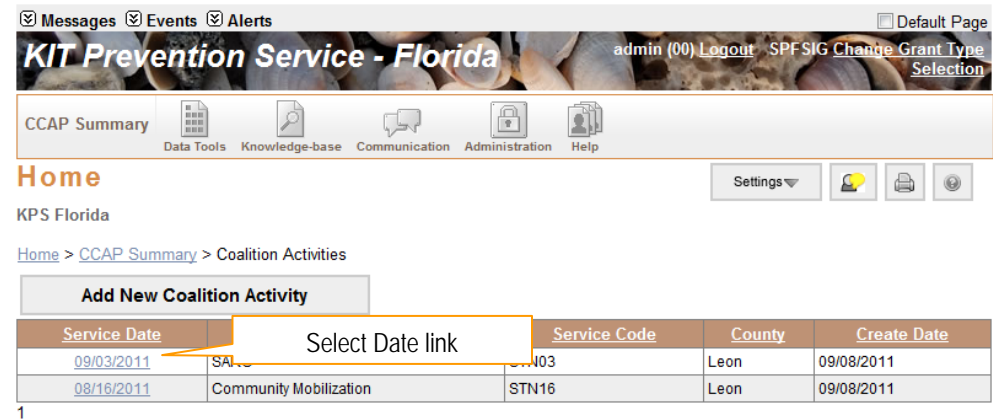 Messages Events Alerts Default Page
KIT Prevention Service - Florida admin (00) Logout SPFSIG Change Grant Type
Selection
CCAP Summary Data Tools Knowledge-base Communication Administration Help
Home Settings
KPS Florida
Home > CCAP Summary > Coalition Activities
Add New Coalition Activity
Service Date Select Date link Service Code County Create Date
09/03/2011 Leon 09/08/2011
08/16/2011 Community Mobilization STN16 Leon 09/08/2011
1